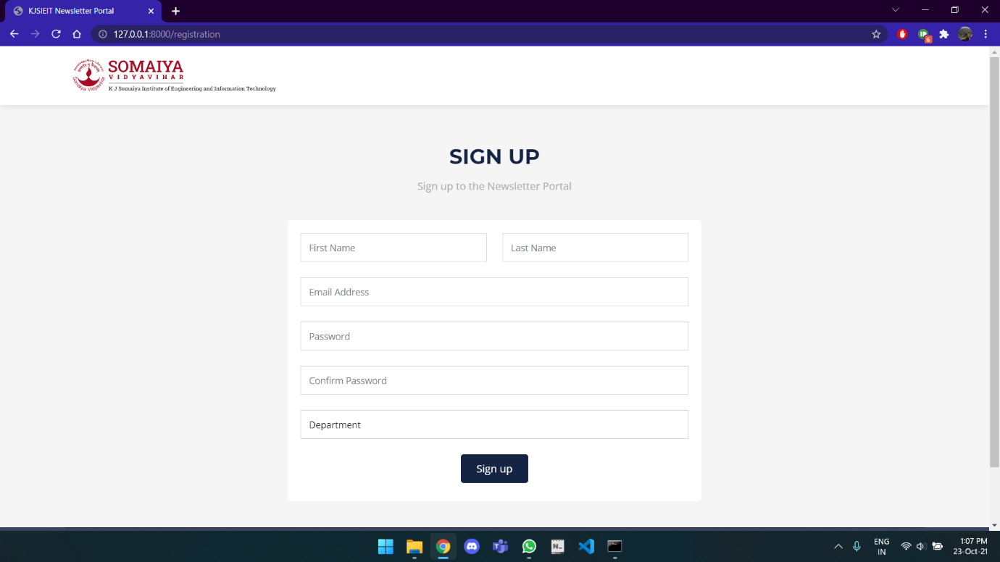 KJSIEIT Newsletter Portal
127.0.0.1:8000/registration
6
SOMAIYA
VIDYAVIHAR
K J Somaiya Institute of Engineering and Information Technology
SIGN UP
Sign up to the Newsletter Portal
First Name
Last Name
Email Address
Password
Confirm Password
Department
Sign up
ENG
IN
1:07 PM
23-Oct-21